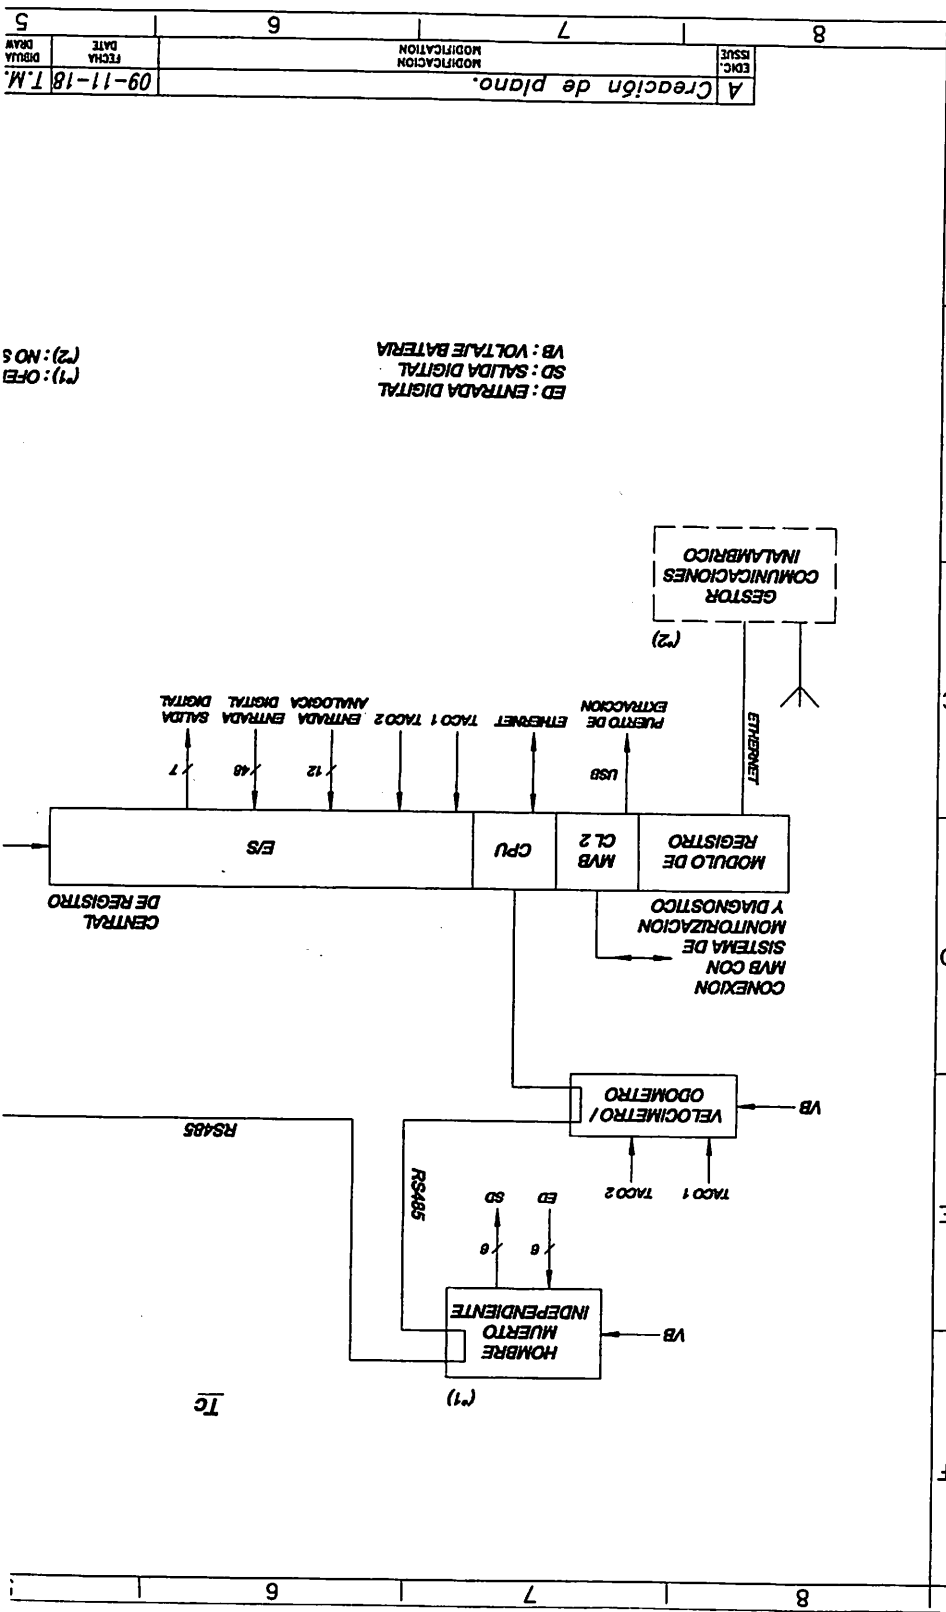 8 7 6
Tc
(*1)
HOMBRE
MUERTO
INDEPENDIENTE
VB
6 6
ED SD
RS485
RS485
TACO 1 TACO 2
VB
VELOCIMETRO /
ODOMETRO
CONEXION
MVB CON
SISTEMA DE
MONITORIZACION
Y DIAGNOSTICO
CENTRAL
DE REGISTRO
MODULO DE
REGISTRO
MVB
CL 2
CPU
E/S
ETHERNET
USB
12
48
7
PUERTO DE
EXTRACCION
ETHERNET
TACO 1
TACO 2
ENTRADA
ANALOGICA
ENTRADA
DIGITAL
SALIDA
DIGITAL
(*2)
GESTOR
COMUNICACIONES
INALAMBRICO
ED : ENTRADA DIGITAL
SD : SALIDA DIGITAL
VB : VOLTAJE BATERIA
(*1) : OFE
(*2) : NO S
A Creación de plano. 09-11-18 T.M.
EDIC. MODIFICACION FECHA DIBUJA
ISSUE MODIFICATION DATE DRAW
8 7 6 5